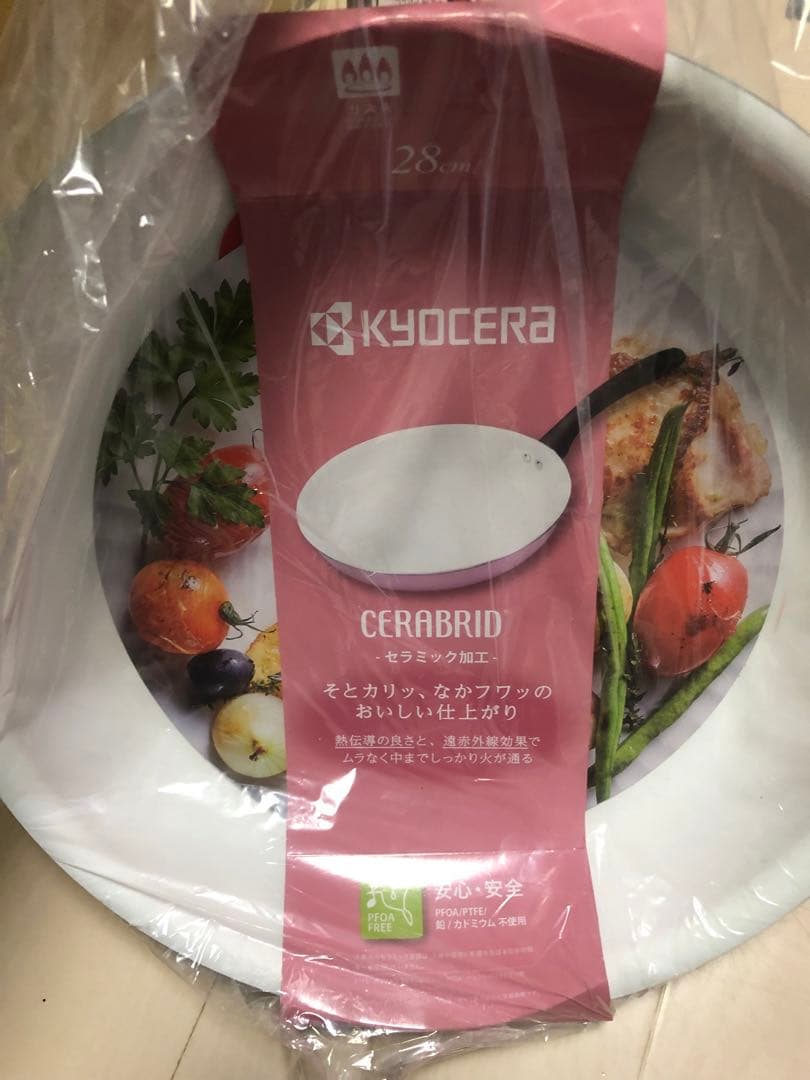 28cm
KYOCERA
CERABRID
- セラミック加工 -
そとカリッ、なかフワッの
おいしい仕上がり
熱伝導の良さと、遠赤外線効果で
ムラなく中までしっかり火が通る
PFOA
FREE
安心・安全
PFOA/PTFE/
鉛 / カドミウム 不使用